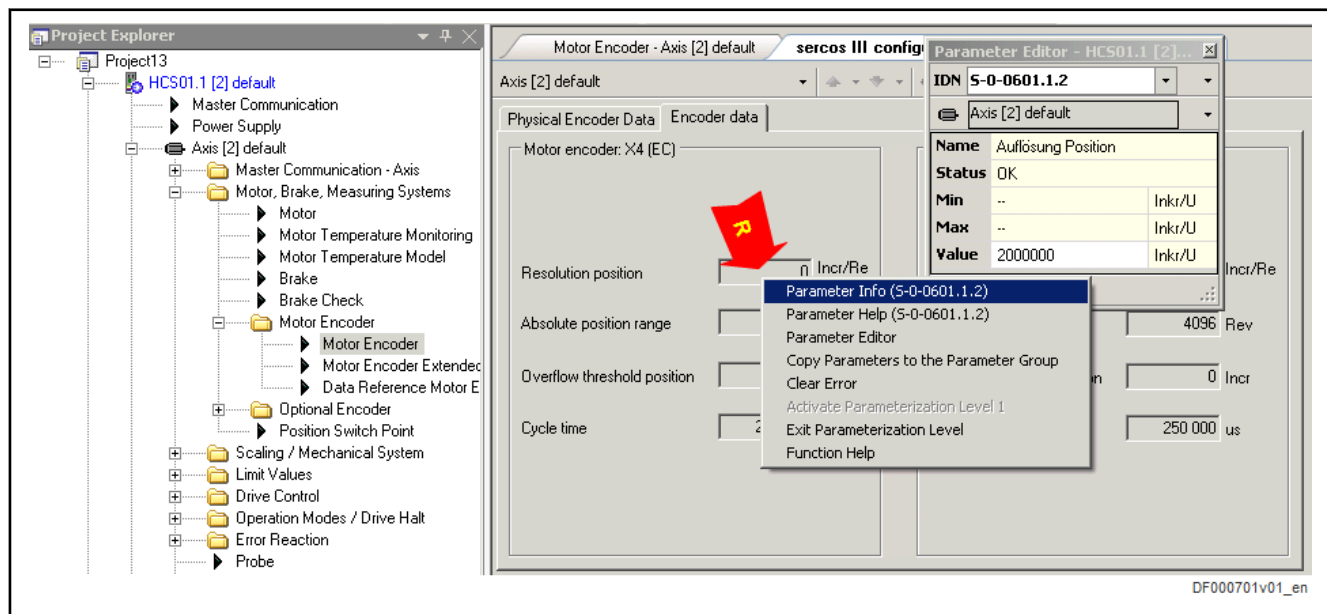 Project Explorer
Project13
HCS01.1 [2] default
Master Communication
Power Supply
Axis [2] default
Master Communication - Axis
Motor, Brake, Measuring Systems
Motor
Motor Temperature Monitoring
Motor Temperature Model
Brake
Brake Check
Motor Encoder
Motor Encoder
Motor Encoder Extended
Data Reference Motor E
Optional Encoder
Position Switch Point
Scaling / Mechanical System
Limit Values
Drive Control
Operation Modes / Drive Halt
Error Reaction
Probe
Motor Encoder - Axis [2] default
sercos III configu
Axis [2] default
Physical Encoder Data
Encoder data
Motor encoder: X4 (EC)
R
Resolution position 0 Incr/Re
Absolute position range
Overflow threshold position
Cycle time 2
Parameter Editor - HCS01.1 [2]...
IDN S-0-0601.1.2
Axis [2] default
Name Auflösung Position
Status OK
Min -- Inkr/U
Max -- Inkr/U
Value 2000000 Inkr/U
Parameter Info (S-0-0601.1.2)
Parameter Help (S-0-0601.1.2)
Parameter Editor
Copy Parameters to the Parameter Group
Clear Error
Activate Parameterization Level 1
Exit Parameterization Level
Function Help
Incr/Re
4096 Rev
n 0 Incr
250 000 us
DF000701v01_en